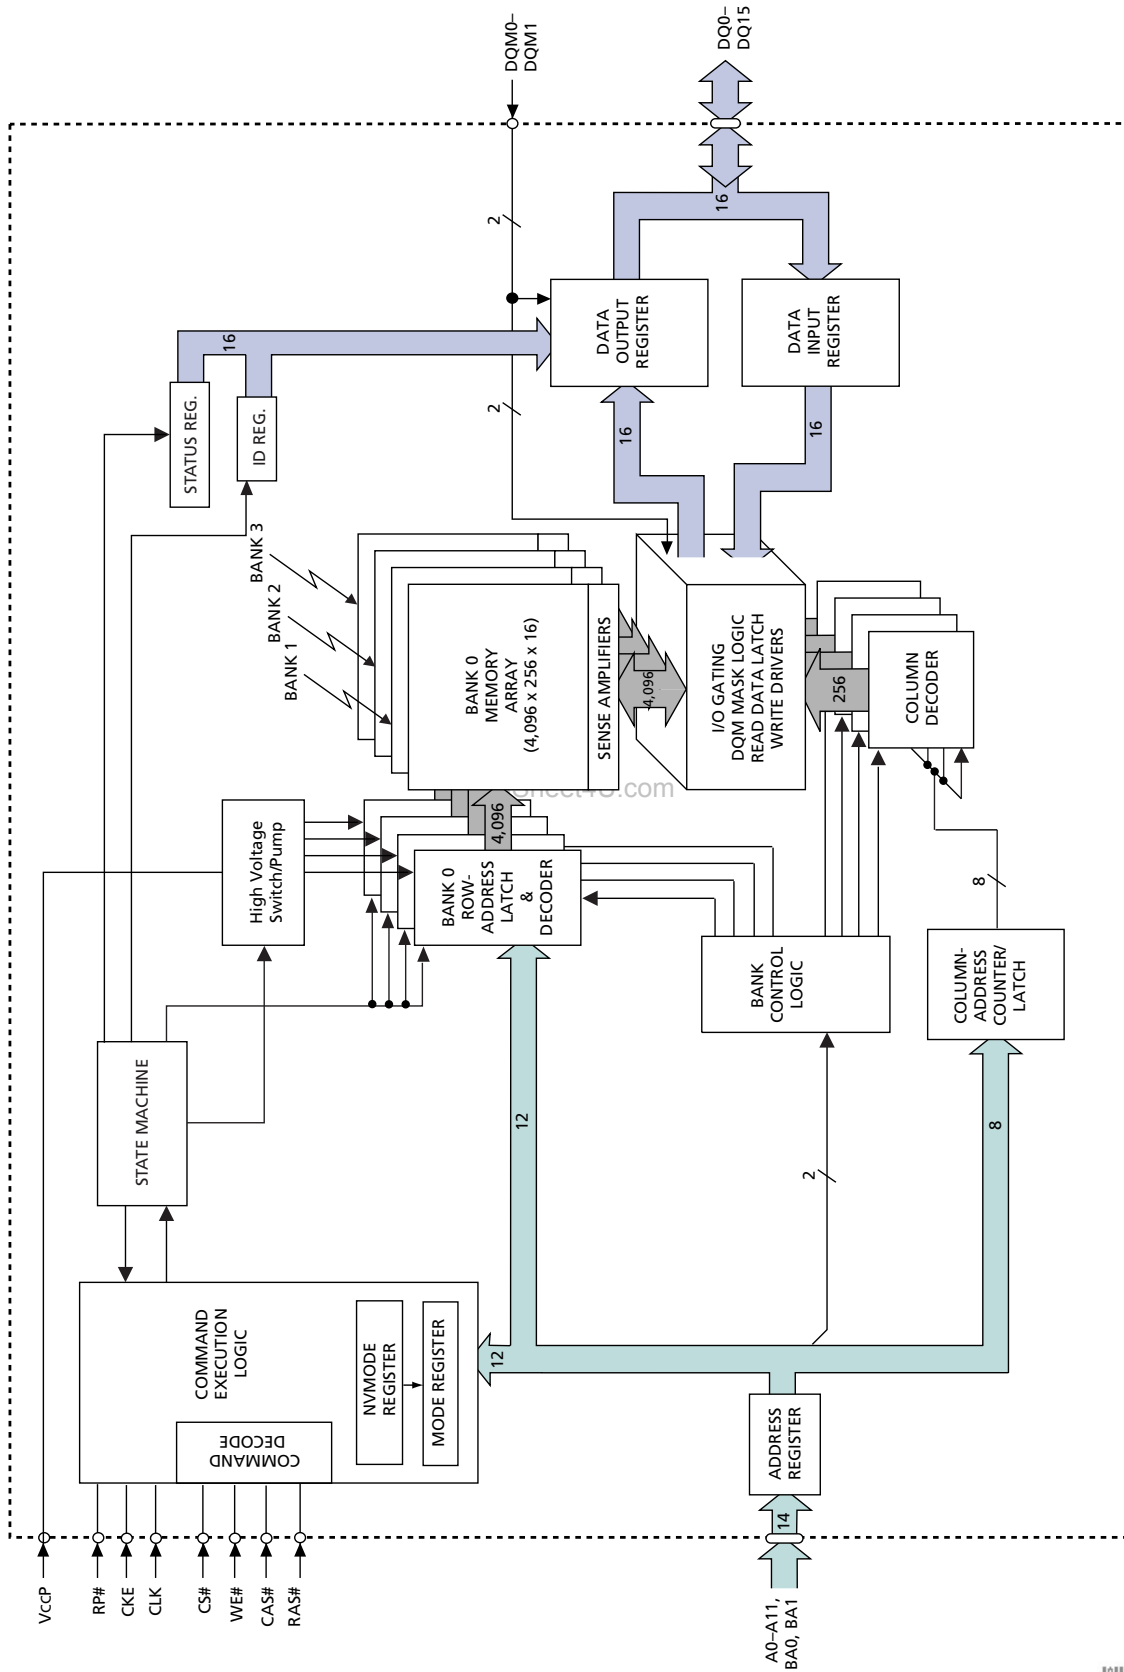 VCCP
RP#
CKE
CLK
CS#
WE#
CAS#
RAS#
COMMAND
DECODE
COMMAND
EXECUTION
LOGIC
NVMODE
REGISTER
MODE REGISTER
12
A0–A11,
BA0, BA1
14
ADDRESS
REGISTER
STATE MACHINE
12
2
8
High Voltage
Switch/Pump
BANK 0
ROW-
ADDRESS
LATCH
&
DECODER
4,096
BANK
CONTROL
LOGIC
COLUMN-
ADDRESS
COUNTER/
LATCH
8
BANK 1
BANK 2
BANK 3
BANK 0
MEMORY
ARRAY
(4,096 x 256 x 16)
SENSE AMPLIFIERS
4,096
I/O GATING
DQM MASK LOGIC
READ DATA LATCH
WRITE DRIVERS
256
COLUMN
DECODER
STATUS REG.
ID REG.
16
2
2
16
16
DATA
OUTPUT
REGISTER
DATA
INPUT
REGISTER
16
DQM0–
DQM1
DQ0–
DQ15